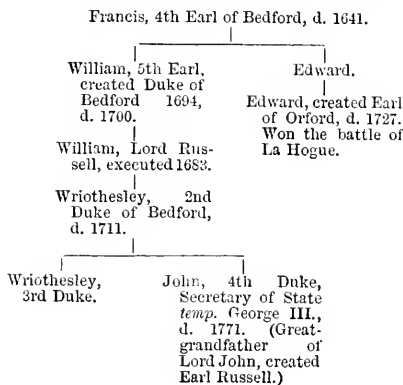 Francis, 4th Earl of Bedford, d. 1641.
William, 5th Earl,
created Duke of
Bedford 1694,
d. 1700.
Edward.
Edward, created Earl
of Orford, d. 1727.
Won the battle of
La Hogue.
William, Lord Rus-
sell, executed 1683.
Wriothesley, 2nd
Duke of Bedford,
d. 1711.
Wriothesley,
3rd Duke.
John, 4th Duke,
Secretary of State
temp. George III.,
d. 1771. (Great-
grandfather of
Lord John, created
Earl Russell.)